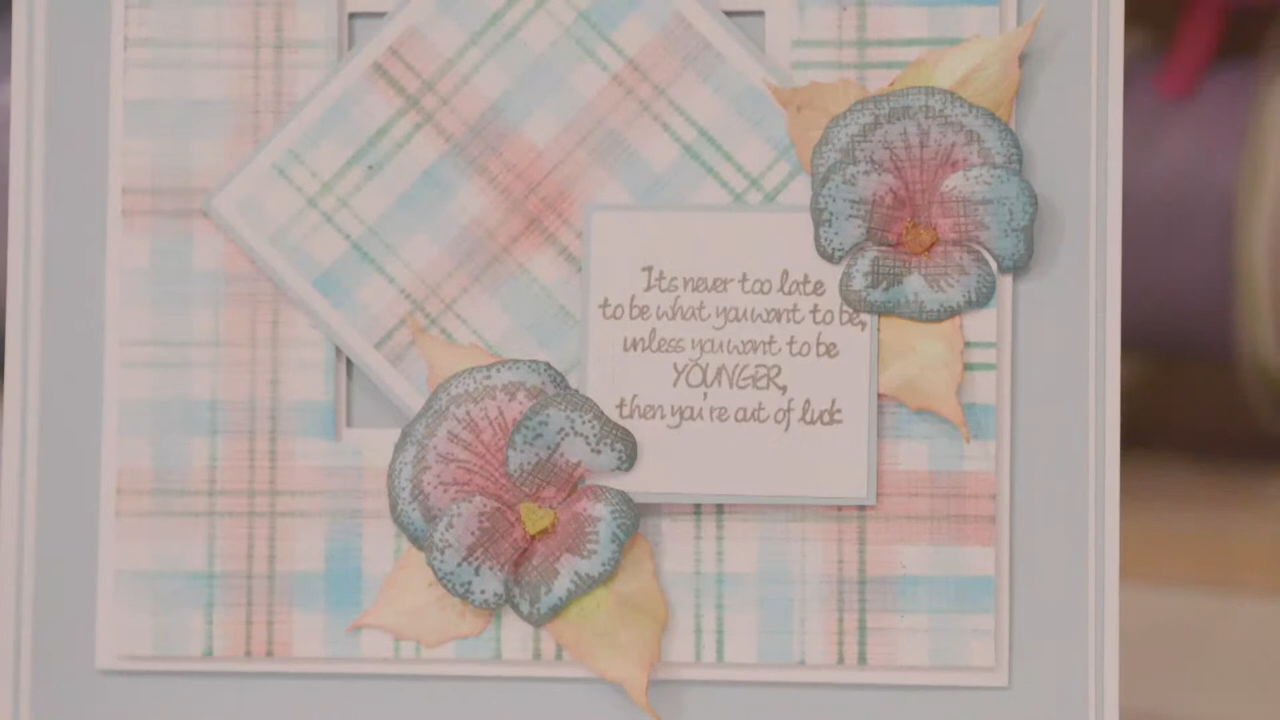 Its never too late
to be what you want to be,
unless you want to be
YOUNGER,
then you're out of luck